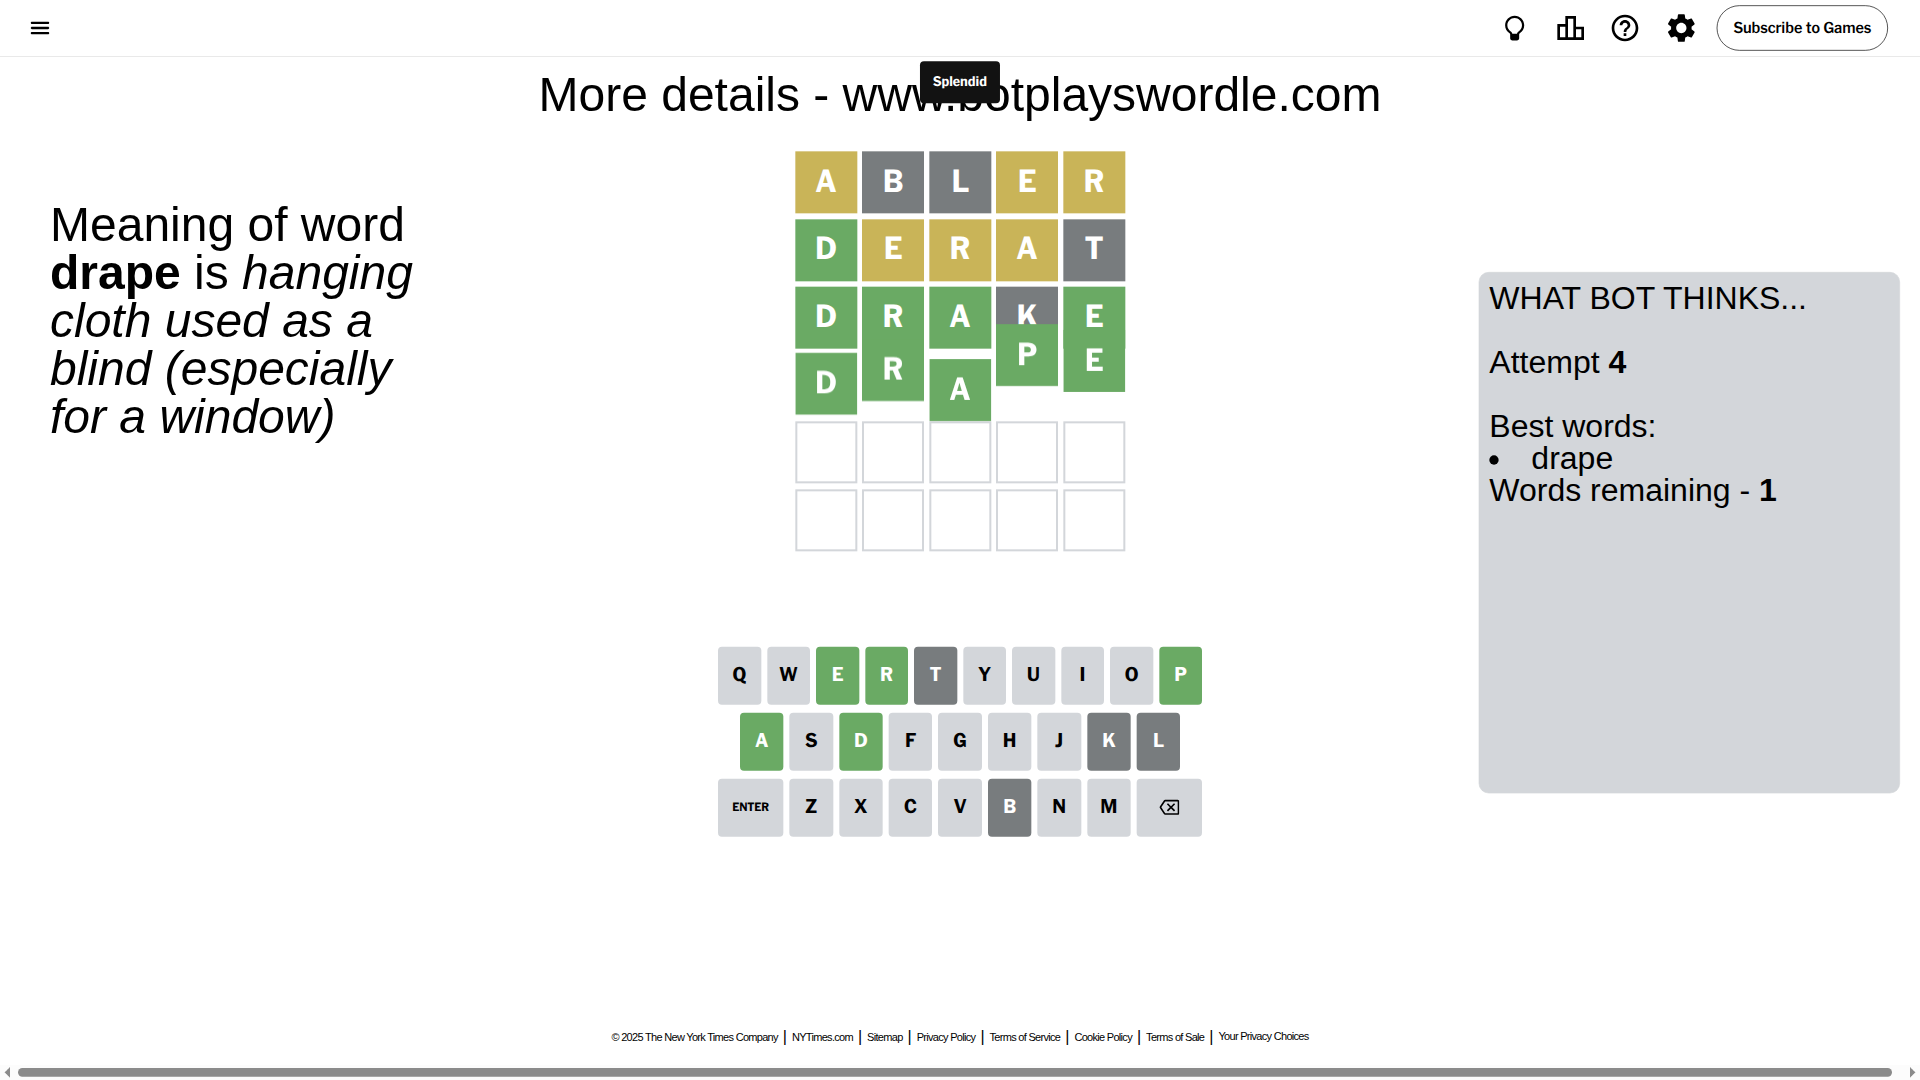 Subscribe to Games
Splendid
More details - www.botplayswordle.com
Meaning of word
drape is hanging
cloth used as a
blind (especially
for a window)
A B L E R
D E R A T
D R A K E
D R A P E
WHAT BOT THINKS...
Attempt 4
Best words:
• drape
Words remaining - 1
Q W E R T Y U I O P
A S D F G H J K L
ENTER Z X C V B N M
© 2025 The New York Times Company | NYTimes.com | Sitemap | Privacy Policy | Terms of Service | Cookie Policy | Terms of Sale | Your Privacy Choices